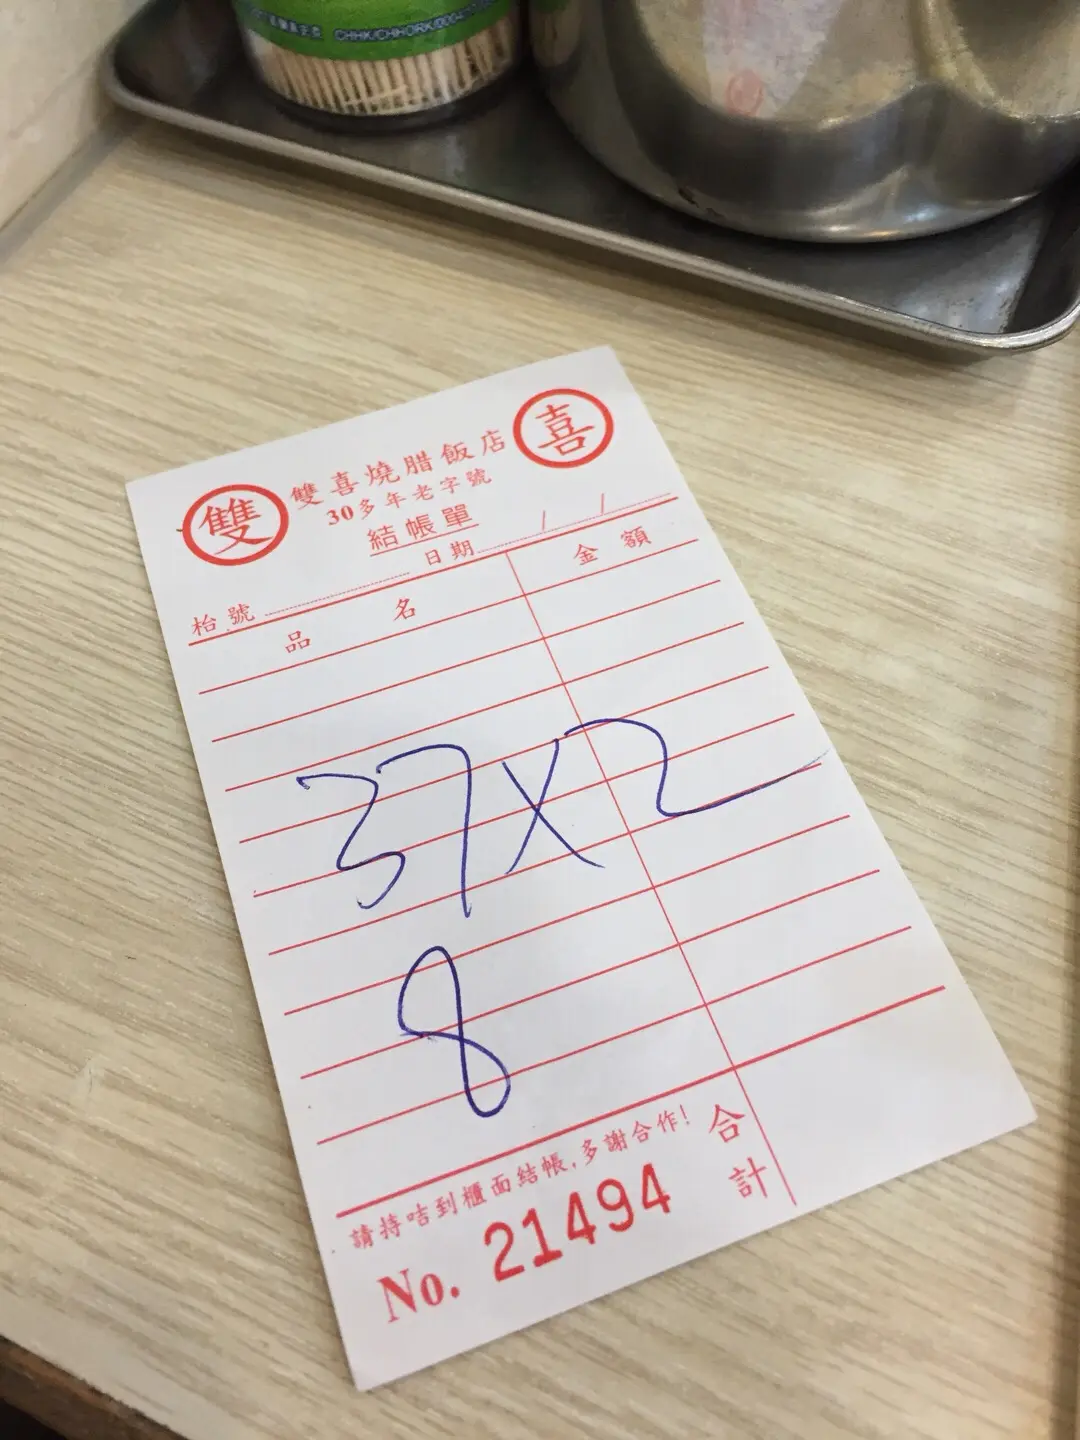 雙 雙喜燒腊飯店 喜
30多年老字號
結帳單
枱號 日期 / /
品名 金額
37×2
8
請持咭到櫃面結帳,多謝合作! 合計
No. 21494